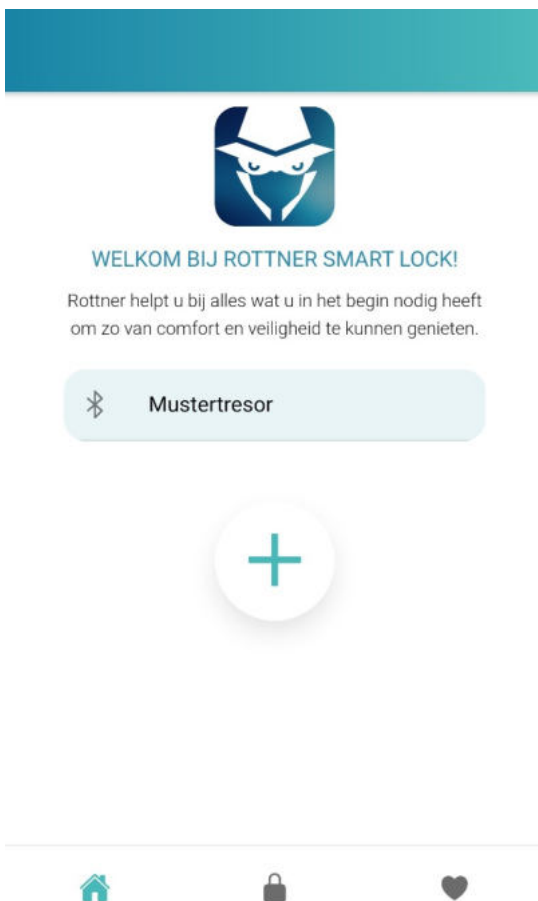 WELKOM BIJ ROTTNER SMART LOCK!
Rottner helpt u bij alles wat u in het begin nodig heeft
om zo van comfort en veiligheid te kunnen genieten.
Mustertresor